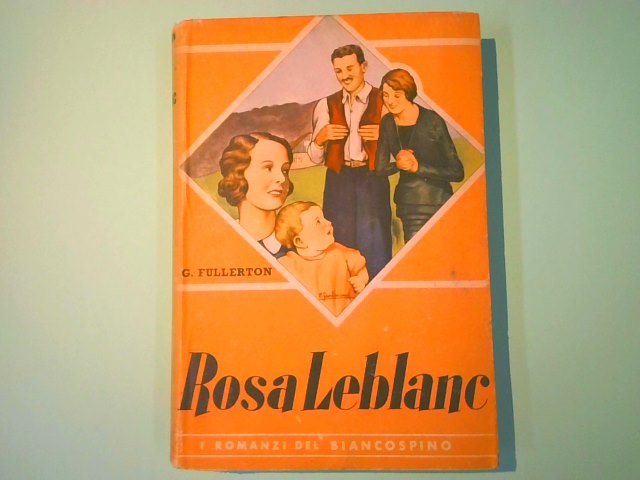 G. FULLERTON
Rosa Leblanc
I ROMANZI DEL BIANCOSPINO